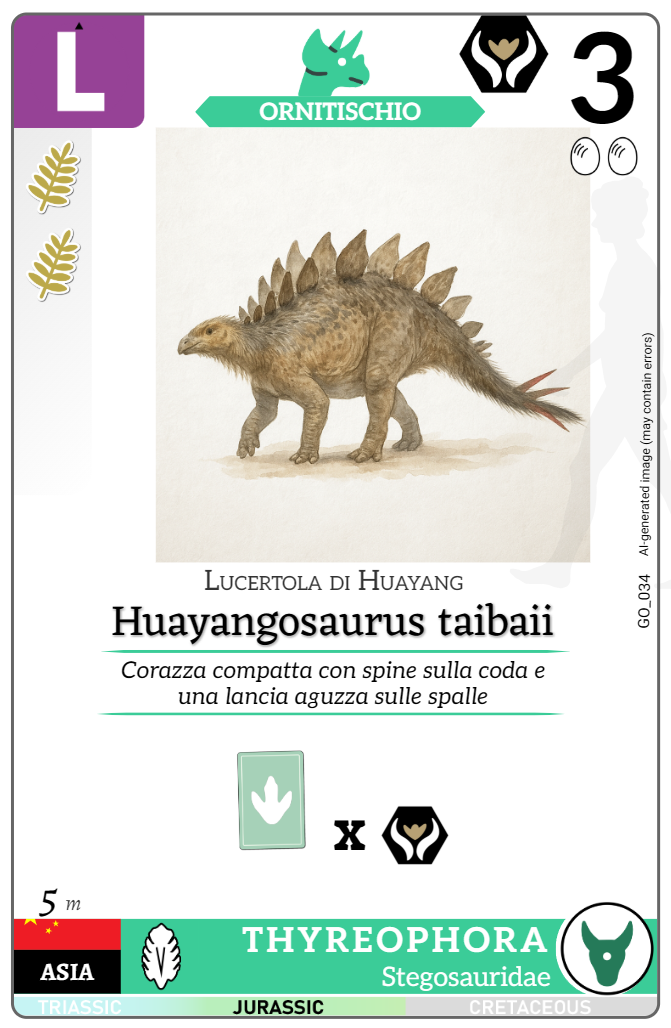 L
ORNITISCHIO
3
AI-generated image (may contain errors)
GO_034
Lucertola di Huayang
Huayangosaurus taibaii
Corazza compatta con spine sulla coda e
una lancia aguzza sulle spalle
x
5 m
ASIA
THYREOPHORA
Stegosauridae
TRIASSIC
JURASSIC
CRETACEOUS